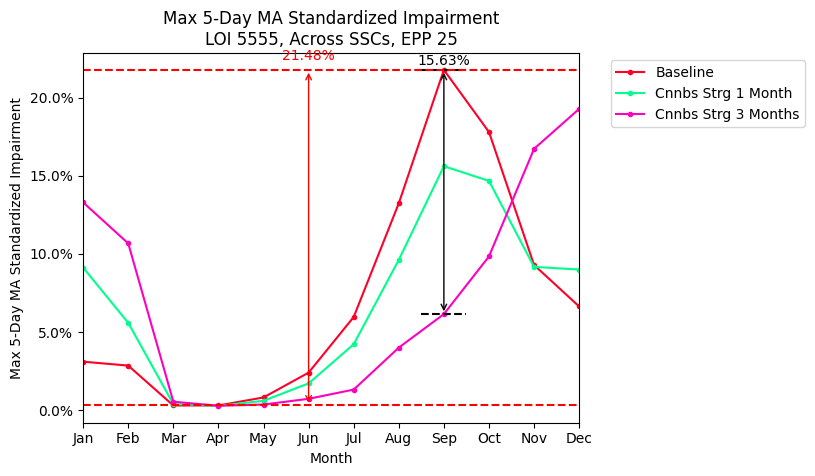 Max 5-Day MA Standardized Impairment
LOI 5555, Across SSCs, EPP 25
21.48%
15.63%
Baseline
Cnnbs Strg 1 Month
Cnnbs Strg 3 Months
Max 5-Day MA Standardized Impairment
20.0%
15.0%
10.0%
5.0%
0.0%
Jan Feb Mar Apr May Jun Jul Aug Sep Oct Nov Dec
Month